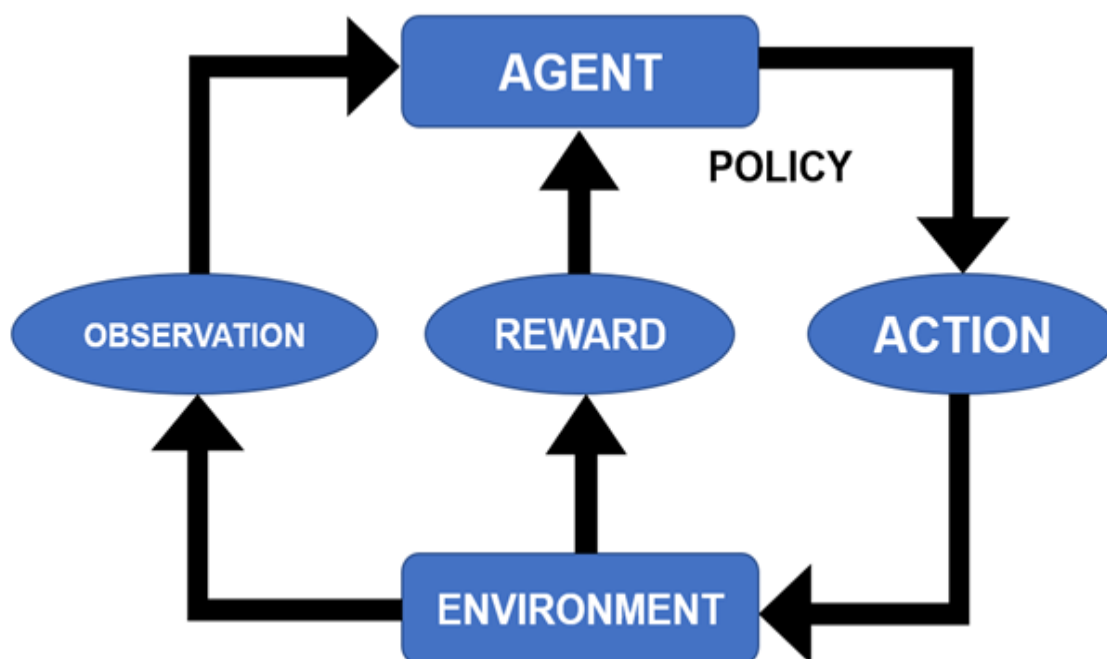 AGENT
POLICY
OBSERVATION
REWARD
ACTION
ENVIRONMENT